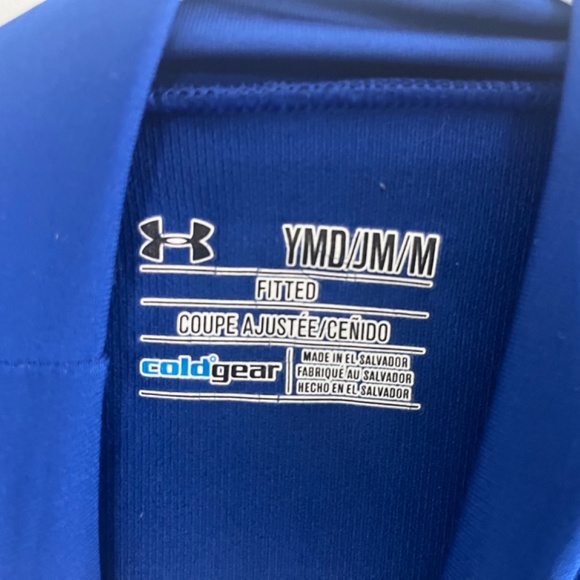 YMD/JM/M
FITTED
COUPE AJUSTÉE/CEÑIDO
coldgear
MADE IN EL SALVADOR
FABRIQUÉ AU SALVADOR
HECHO EN EL SALVADOR